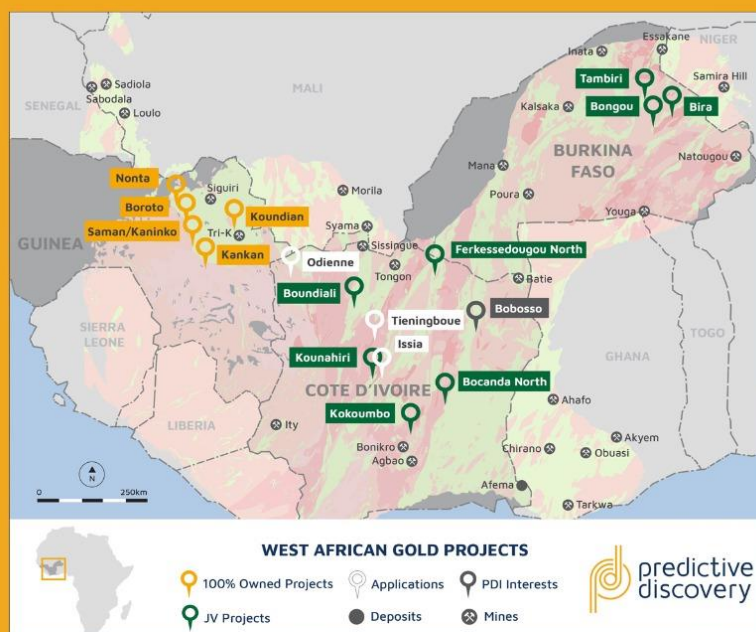 Essakane
NIGER
Inata
Tambiri
Samira Hill
MALI
Sadiola
Sabodala
SENEGAL
Loulo
Kalsaka
Bongou
Bira
BURKINA
FASO
Natougou
Mana
Nonta
Siguiri
Morila
Poura
Boroto
Koundian
Youga
Saman/Kaninko
Tri-K
Syama
GUINEA
Kankan
Sissingue
Ferkessedougou North
Odienne
Tongon
Batie
Boundiali
Bobosso
Tieningboue
SIERRA
LEONE
Issia
GHANA
TOGO
Kounahiri
COTE D'IVOIRE
Bocanda North
Kokoumbo
Ahafo
LIBERIA
Ity
Akyem
Bonikro
Chirano
Obuasi
Agbao
N
0
250km
Afema
Tarkwa
WEST AFRICAN GOLD PROJECTS
100% Owned Projects
Applications
PDI Interests
JV Projects
Deposits
Mines
predictive
discovery